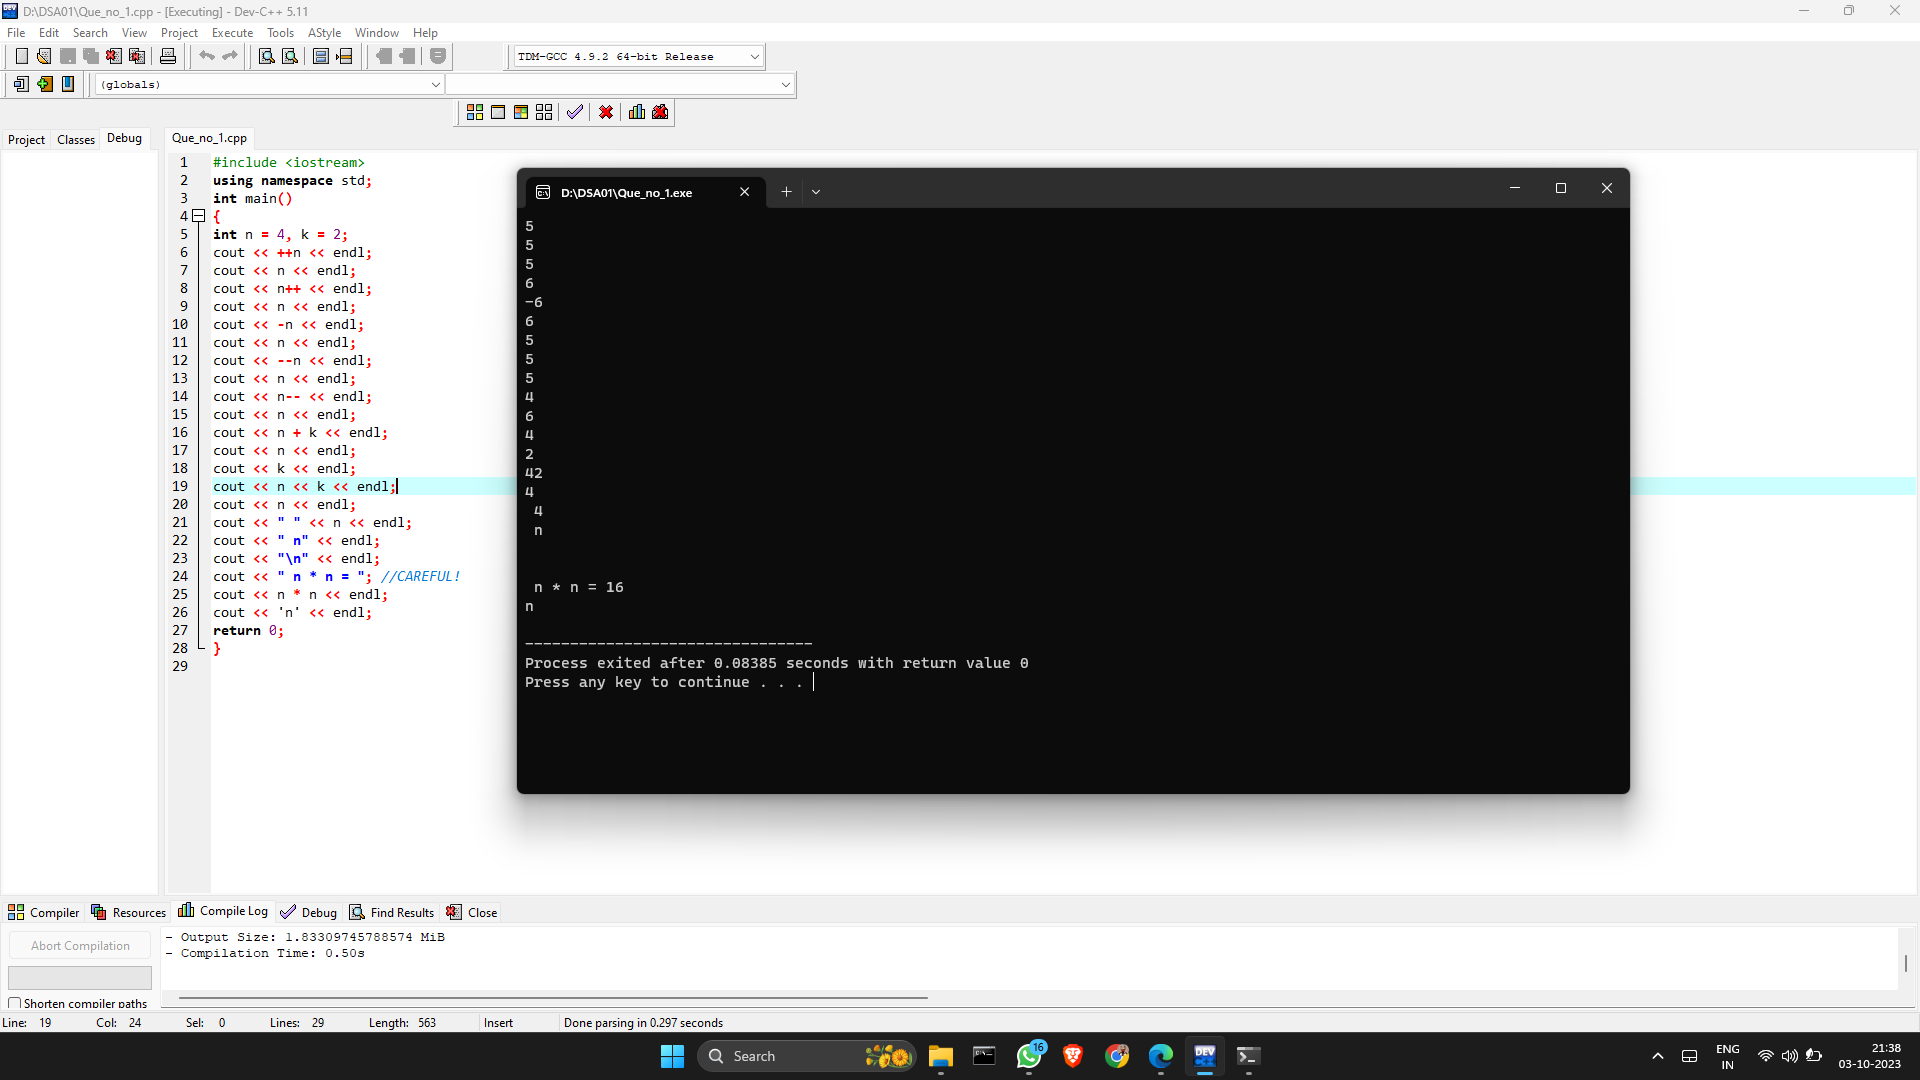 D:\DSA01\Que_no_1.cpp - [Executing] - Dev-C++ 5.11
File Edit Search View Project Execute Tools AStyle Window Help
TDM-GCC 4.9.2 64-bit Release
(globals)
Project Classes Debug Que_no_1.cpp
1 #include <iostream>
2 using namespace std;
3 int main()
4 {
5 int n = 4, k = 2;
6 cout << ++n << endl;
7 cout << n << endl;
8 cout << n++ << endl;
9 cout << n << endl;
10 cout << -n << endl;
11 cout << n << endl;
12 cout << --n << endl;
13 cout << n << endl;
14 cout << n-- << endl;
15 cout << n << endl;
16 cout << n + k << endl;
17 cout << n << endl;
18 cout << k << endl;
19 cout << n << k << endl;
20 cout << n << endl;
21 cout << " " << n << endl;
22 cout << " n" << endl;
23 cout << "\n" << endl;
24 cout << " n * n = "; //CAREFUL!
25 cout << n * n << endl;
26 cout << 'n' << endl;
27 return 0;
28 }
29
D:\DSA01\Que_no_1.exe
5
5
5
6
-6
6
5
5
5
4
6
4
2
42
4
 4
 n
 n * n = 16
n
--------------------------------
Process exited after 0.08385 seconds with return value 0
Press any key to continue . . .
Compiler Resources Compile Log Debug Find Results Close
Abort Compilation
- Output Size: 1.83309745788574 MiB
- Compilation Time: 0.50s
Shorten compiler paths
Line: 19 Col: 24 Sel: 0 Lines: 29 Length: 563 Insert Done parsing in 0.297 seconds
Search
16
DEV
ENG
IN
21:38
03-10-2023